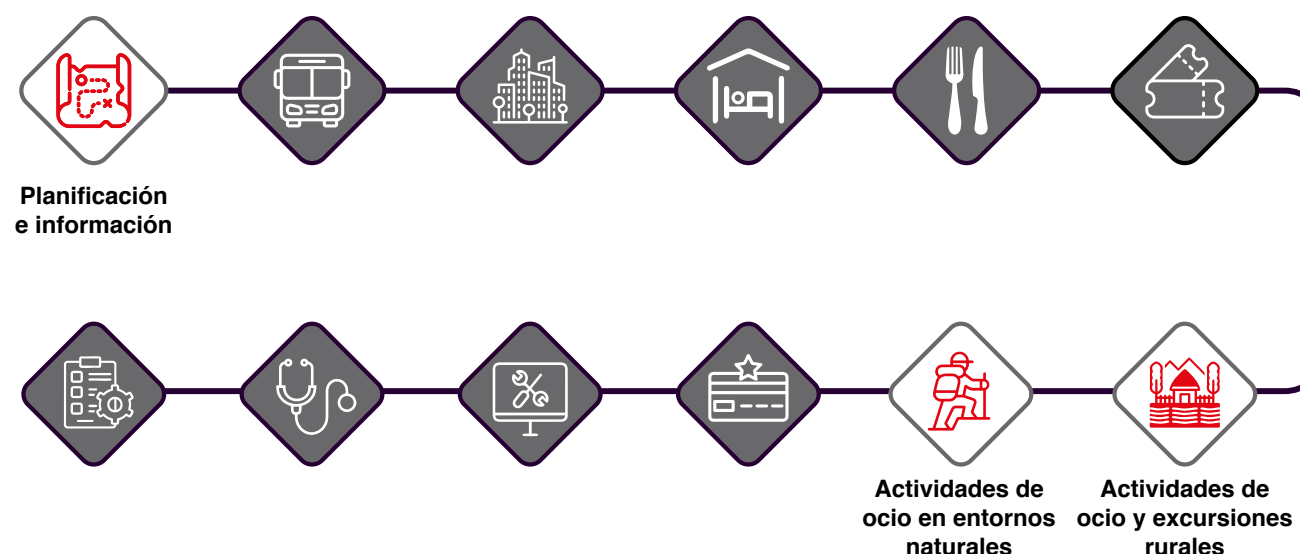 Planificación
e información
Actividades de
ocio en entornos
naturales
Actividades de
ocio y excursiones
rurales